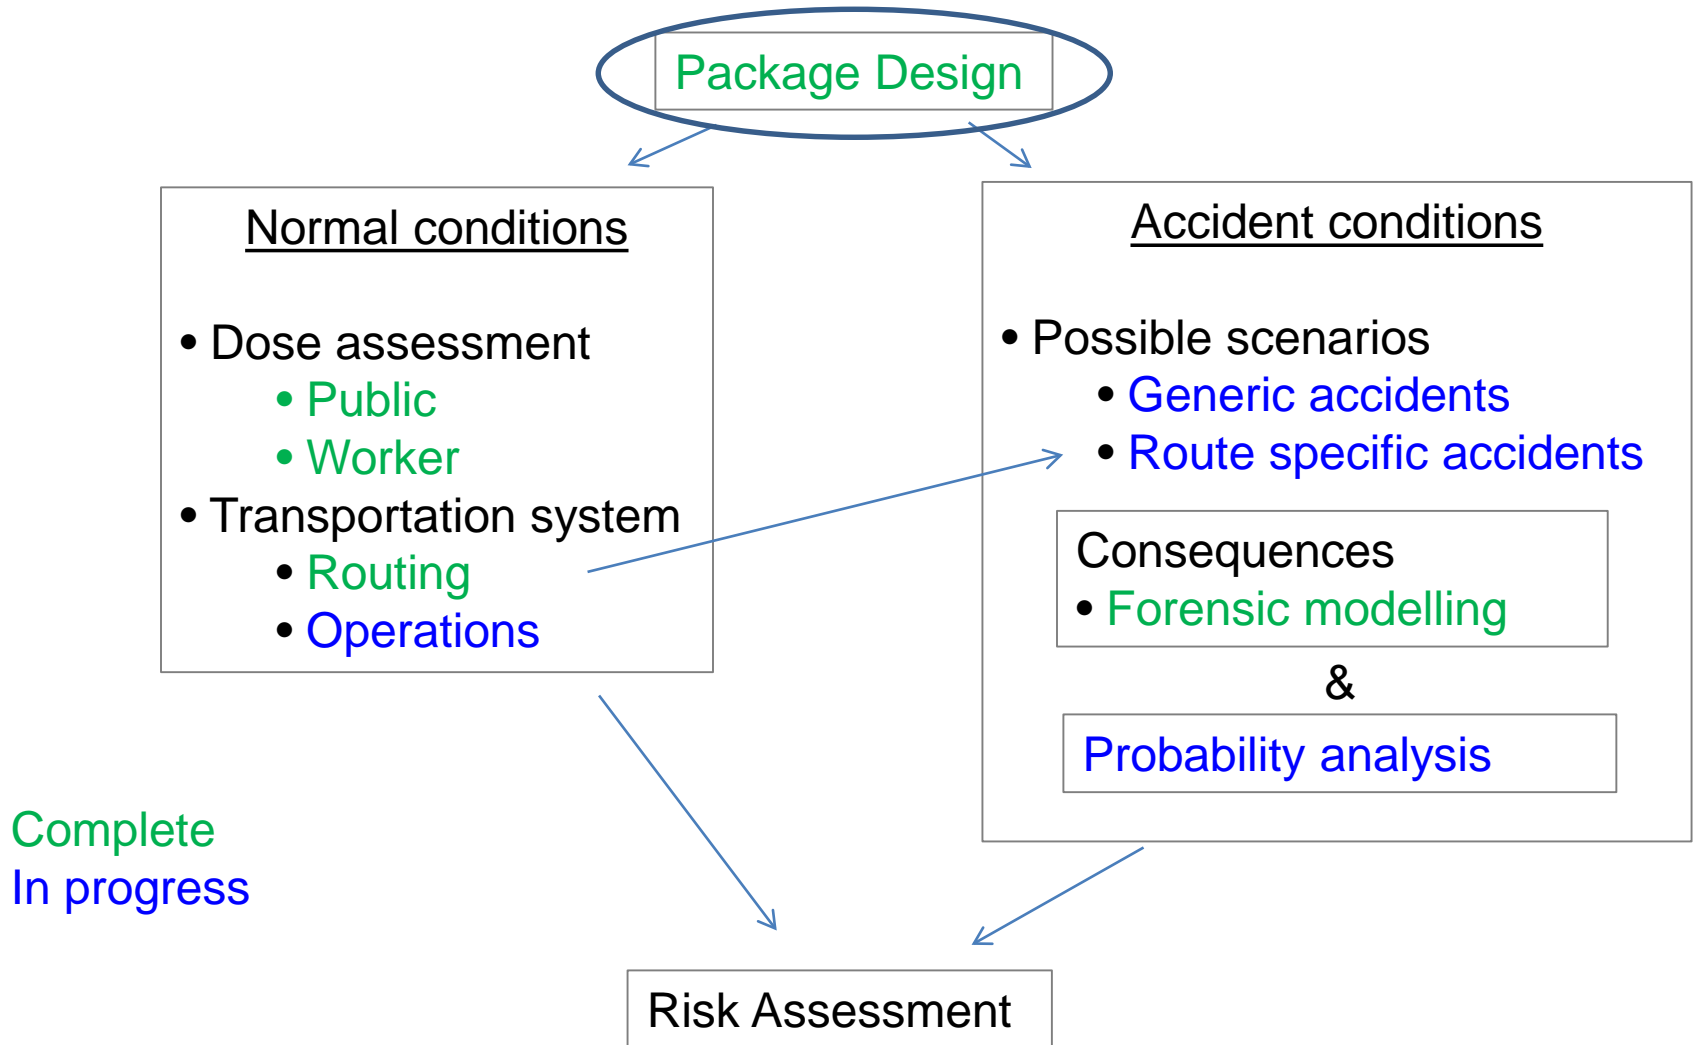 Package Design
Normal conditions
• Dose assessment
• Public
• Worker
• Transportation system
• Routing
• Operations
Accident conditions
• Possible scenarios
• Generic accidents
• Route specific accidents
Consequences
• Forensic modelling
&
Probability analysis
Complete
In progress
Risk Assessment